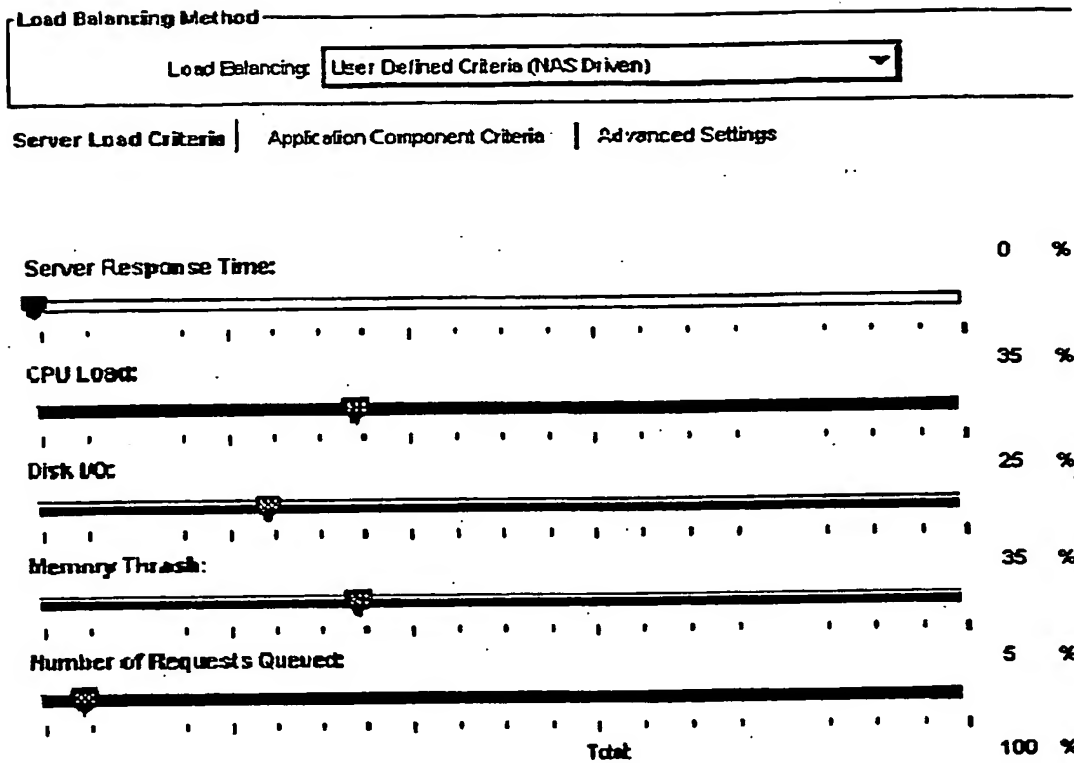 Load Balancing Method
Load Balancing: User Defined Criteria (NAS Driven)
Server Load Criteria | Application Component Criteria | Advanced Settings
0 %
Server Response Time:
35 %
CPU Load:
25 %
Disk I/O:
35 %
Memory Thrash:
5 %
Number of Requests Queued:
Total:
100 %